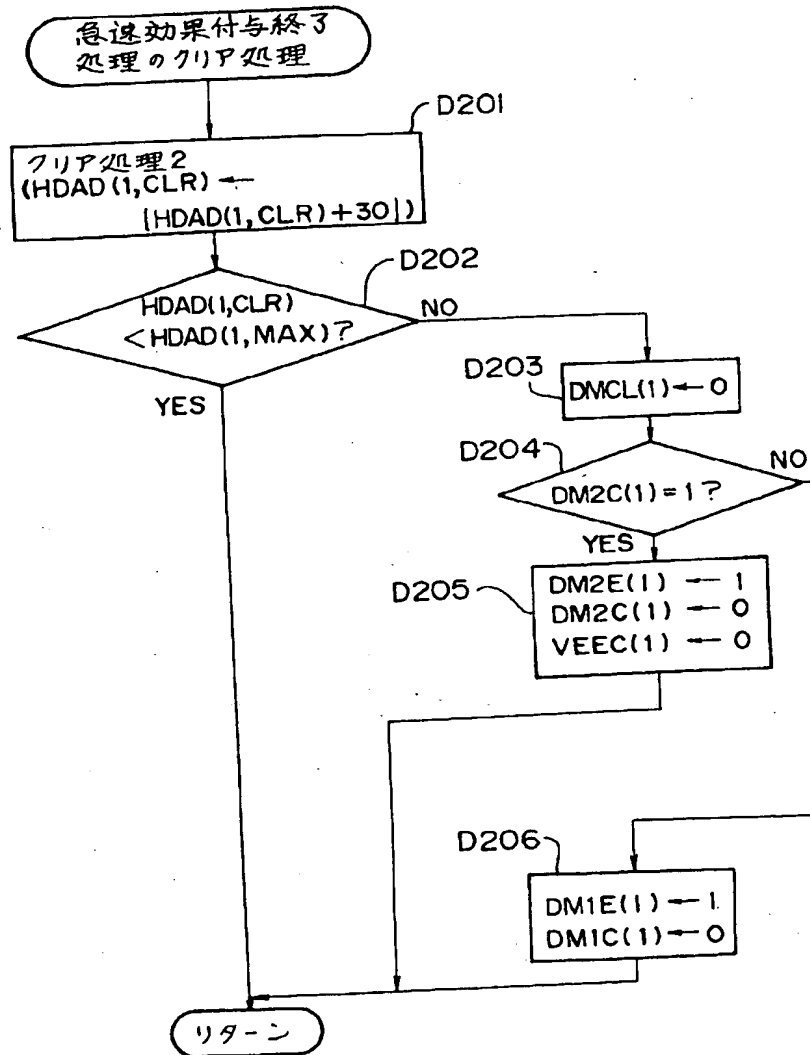 急速効果付与終了
処理のクリア処理
D201
クリア処理2
(HDAD(1,CLR) ←
|HDAD(1,CLR)+30|)
D202
HDAD(1,CLR)
<HDAD(1,MAX)?
NO
YES
D203
DMCL(1)←0
D204
DM2C(1)=1?
NO
YES
D205
DM2E(1) ← 1
DM2C(1) ← 0
VEEC(1) ← 0
D206
DM1E(1) ← 1
DM1C(1) ← 0
リターン